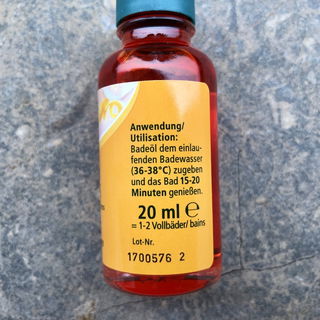 Anwendung/
Utilisation:
Badeöl dem einlau-
fenden Badewasser
(36-38°C) zugeben
und das Bad 15-20
Minuten genießen.
20 ml ℮
= 1-2 Vollbäder/ bains
Lot-Nr.
1700576 2